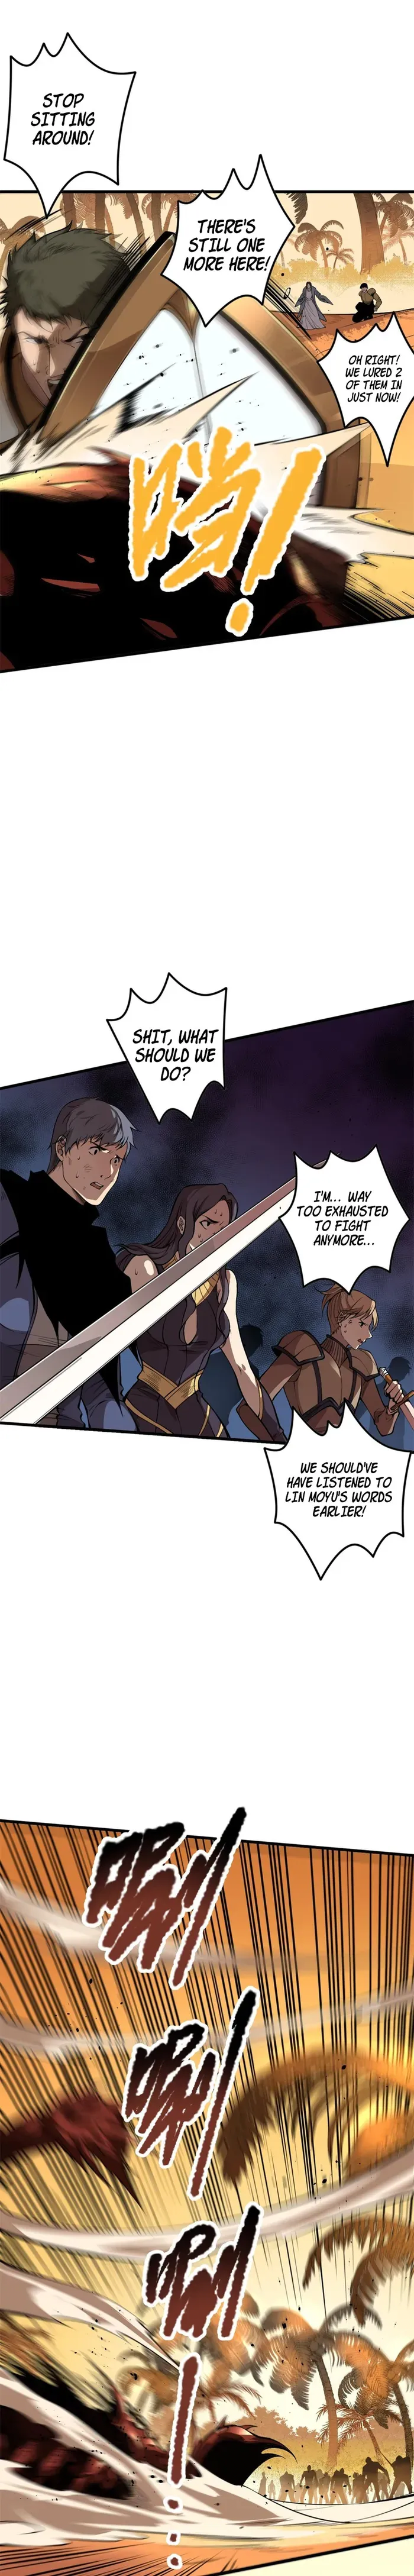 STOP
SITTING
AROUND!
THERE'S
STILL ONE
MORE HERE!
OH RIGHT!
WE LURED 2
OF THEM IN
JUST NOW!
SHIT, WHAT
SHOULD WE
DO?
I'M... WAY
TOO EXHAUSTED
TO FIGHT
ANYMORE...
WE SHOULD'VE
HAVE LISTENED TO
LIN MOYU'S WORDS
EARLIER!